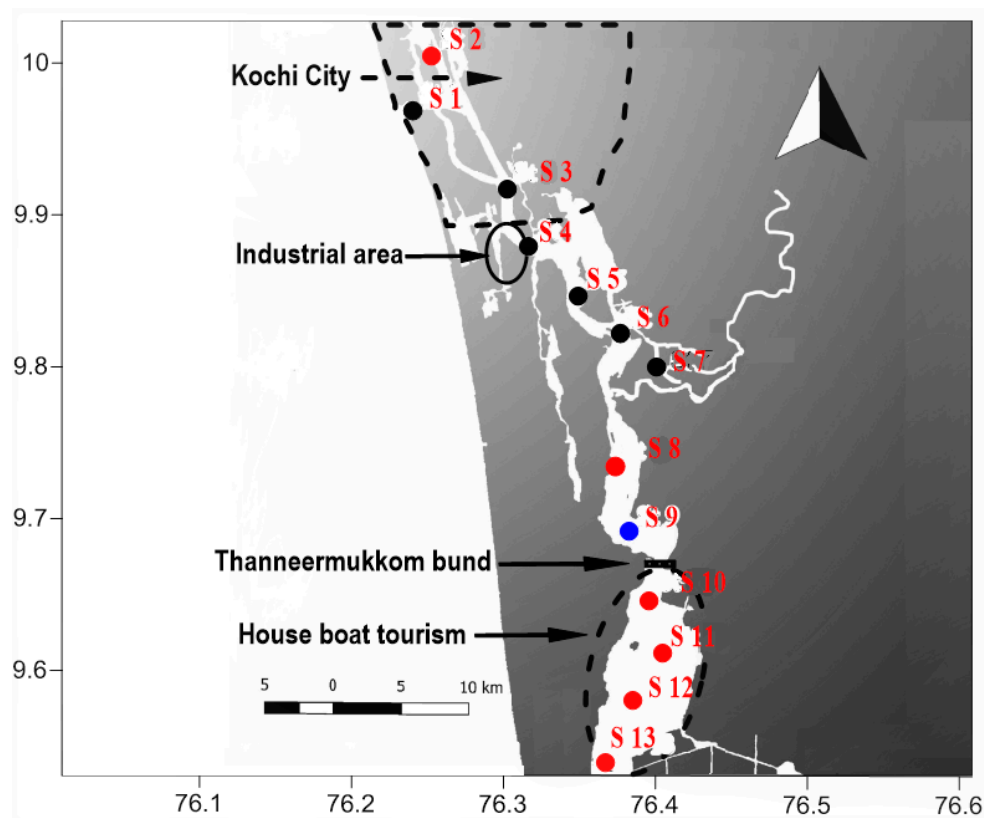 10
S 2
Kochi City
S 1
S 3
9.9
S 4
Industrial area
S 5
S 6
9.8
S 7
S 8
9.7
S 9
Thanneermukkom bund
S 10
House boat tourism
S 11
9.6
S 12
5 0 5 10 km
S 13
76.1 76.2 76.3 76.4 76.5 76.6